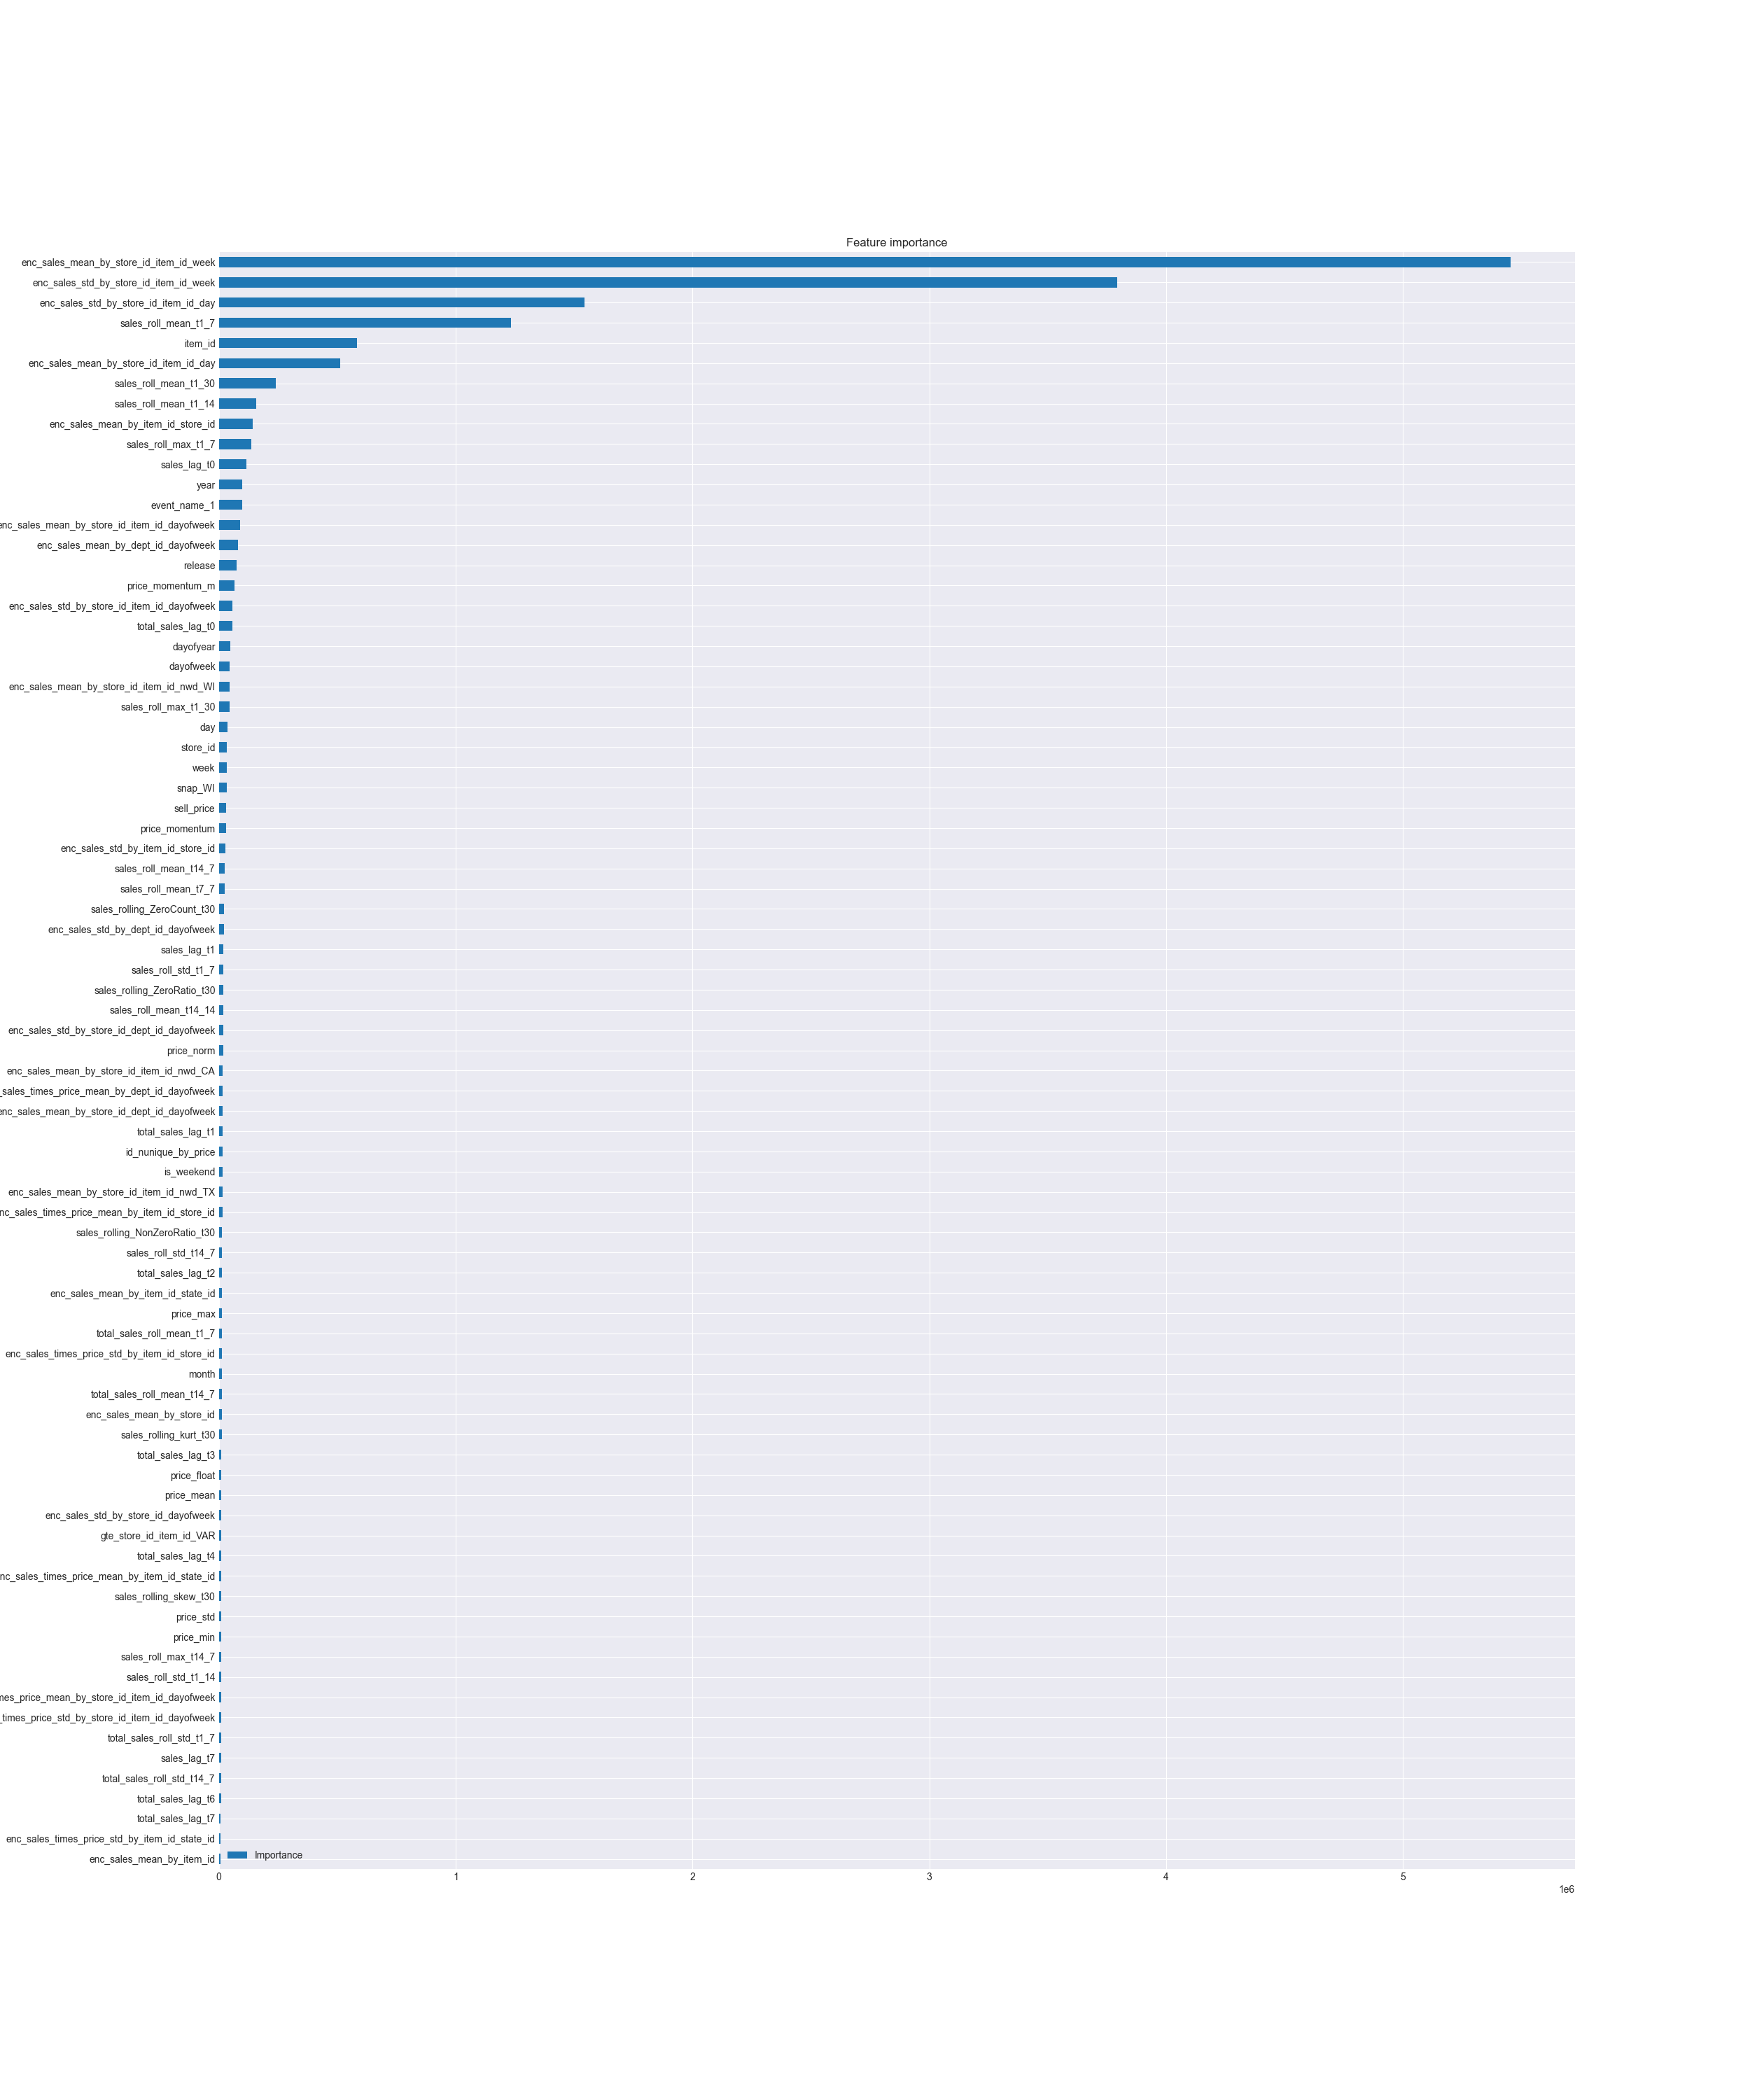 Feature importance
enc_sales_mean_by_store_id_item_id_week
enc_sales_std_by_store_id_item_id_week
enc_sales_std_by_store_id_item_id_day
sales_roll_mean_t1_7
item_id
enc_sales_mean_by_store_id_item_id_day
sales_roll_mean_t1_30
sales_roll_mean_t1_14
enc_sales_mean_by_item_id_store_id
sales_roll_max_t1_7
sales_lag_t0
year
event_name_1
enc_sales_mean_by_store_id_item_id_dayofweek
enc_sales_mean_by_dept_id_dayofweek
release
price_momentum_m
enc_sales_std_by_store_id_item_id_dayofweek
total_sales_lag_t0
dayofyear
dayofweek
enc_sales_mean_by_store_id_item_id_nwd_WI
sales_roll_max_t1_30
day
store_id
week
snap_WI
sell_price
price_momentum
enc_sales_std_by_item_id_store_id
sales_roll_mean_t14_7
sales_roll_mean_t7_7
sales_rolling_ZeroCount_t30
enc_sales_std_by_dept_id_dayofweek
sales_lag_t1
sales_roll_std_t1_7
sales_rolling_ZeroRatio_t30
sales_roll_mean_t14_14
enc_sales_std_by_store_id_dept_id_dayofweek
price_norm
enc_sales_mean_by_store_id_item_id_nwd_CA
_sales_times_price_mean_by_dept_id_dayofweek
enc_sales_mean_by_store_id_dept_id_dayofweek
total_sales_lag_t1
id_nunique_by_price
is_weekend
enc_sales_mean_by_store_id_item_id_nwd_TX
nc_sales_times_price_mean_by_item_id_store_id
sales_rolling_NonZeroRatio_t30
sales_roll_std_t14_7
total_sales_lag_t2
enc_sales_mean_by_item_id_state_id
price_max
total_sales_roll_mean_t1_7
enc_sales_times_price_std_by_item_id_store_id
month
total_sales_roll_mean_t14_7
enc_sales_mean_by_store_id
sales_rolling_kurt_t30
total_sales_lag_t3
price_float
price_mean
enc_sales_std_by_store_id_dayofweek
gte_store_id_item_id_VAR
total_sales_lag_t4
nc_sales_times_price_mean_by_item_id_state_id
sales_rolling_skew_t30
price_std
price_min
sales_roll_max_t14_7
sales_roll_std_t1_14
mes_price_mean_by_store_id_item_id_dayofweek
_times_price_std_by_store_id_item_id_dayofweek
total_sales_roll_std_t1_7
sales_lag_t7
total_sales_roll_std_t14_7
total_sales_lag_t6
total_sales_lag_t7
enc_sales_times_price_std_by_item_id_state_id
enc_sales_mean_by_item_id
Importance
0 1 2 3 4 5
1e6